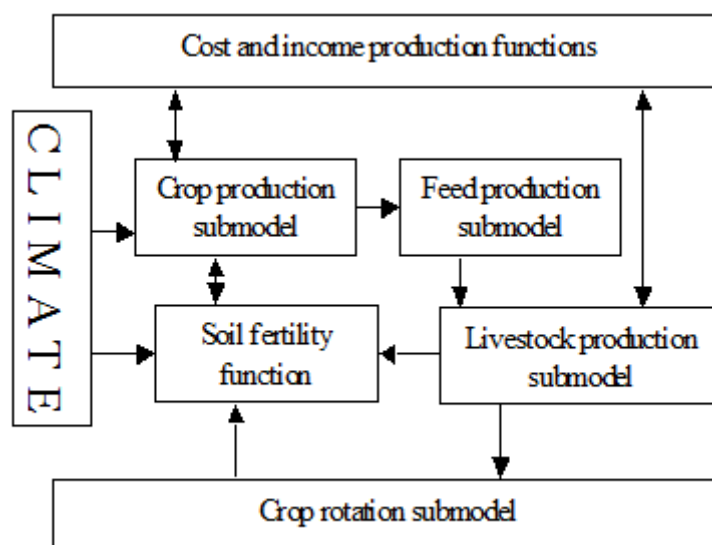 Cost and income production functions
CLIMATE
Crop production
submodel
Feed production
submodel
Soil fertility
function
Livestock production
submodel
Crop rotation submodel